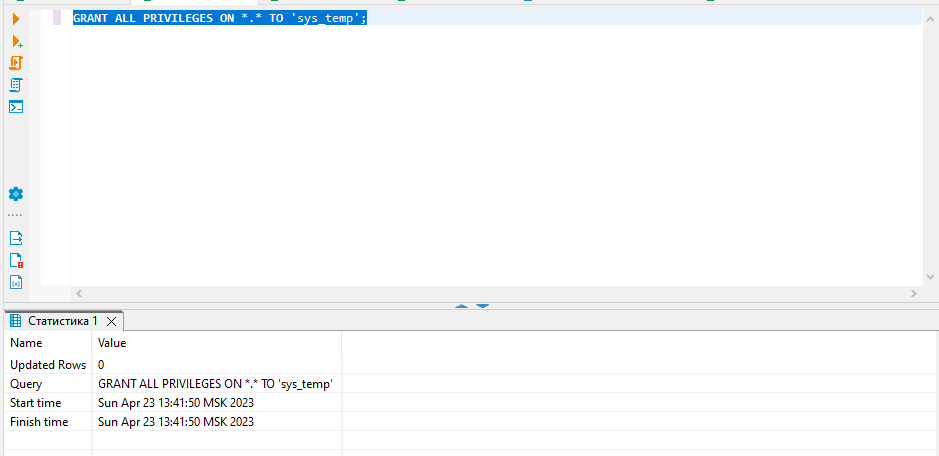 GRANT ALL PRIVILEGES ON *.* TO 'sys_temp';
Статистика 1
Name Value
Updated Rows 0
Query GRANT ALL PRIVILEGES ON *.* TO 'sys_temp'
Start time Sun Apr 23 13:41:50 MSK 2023
Finish time Sun Apr 23 13:41:50 MSK 2023